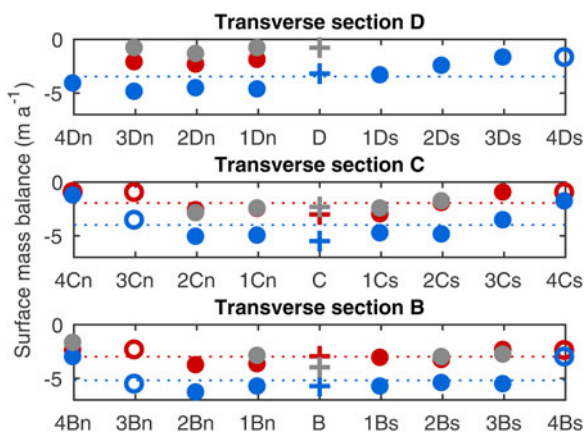 Transverse section D
0
-5
4Dn 3Dn 2Dn 1Dn D 1Ds 2Ds 3Ds 4Ds
Surface mass balance (m a⁻¹)
Transverse section C
0
-5
4Cn 3Cn 2Cn 1Cn C 1Cs 2Cs 3Cs 4Cs
Transverse section B
0
-5
4Bn 3Bn 2Bn 1Bn B 1Bs 2Bs 3Bs 4Bs